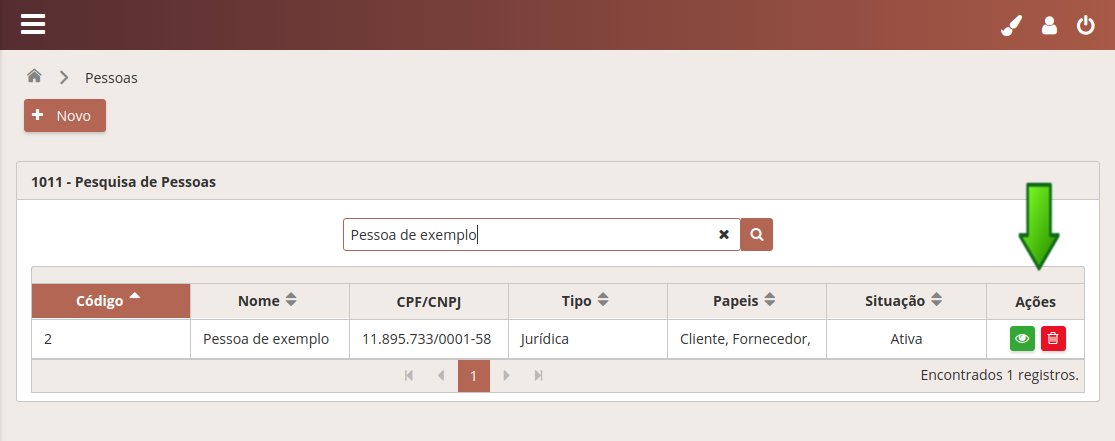 Pessoas
Novo
1011 - Pesquisa de Pessoas
Pessoa de exemplo
Código Nome CPF/CNPJ Tipo Papeis Situação Ações
2 Pessoa de exemplo 11.895.733/0001-58 Jurídica Cliente, Fornecedor, Ativa
1 Encontrados 1 registros.